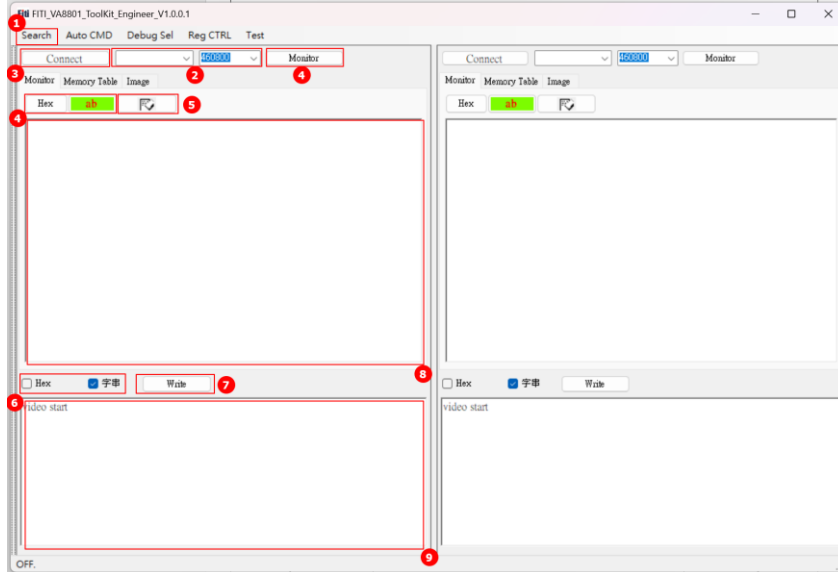 FITI FITI_VA8801_ToolKit_Engineer_V1.0.0.1
1
Search Auto CMD Debug Sel Reg CTRL Test
Connect 460800 Monitor Connect 460800 Monitor
3 2 4
Monitor Memory Table Image Monitor Memory Table Image
Hex ab 5 Hex ab
4
8
Hex 字串 Write 7 Hex 字串 Write
6
video start video start
9
OFF.